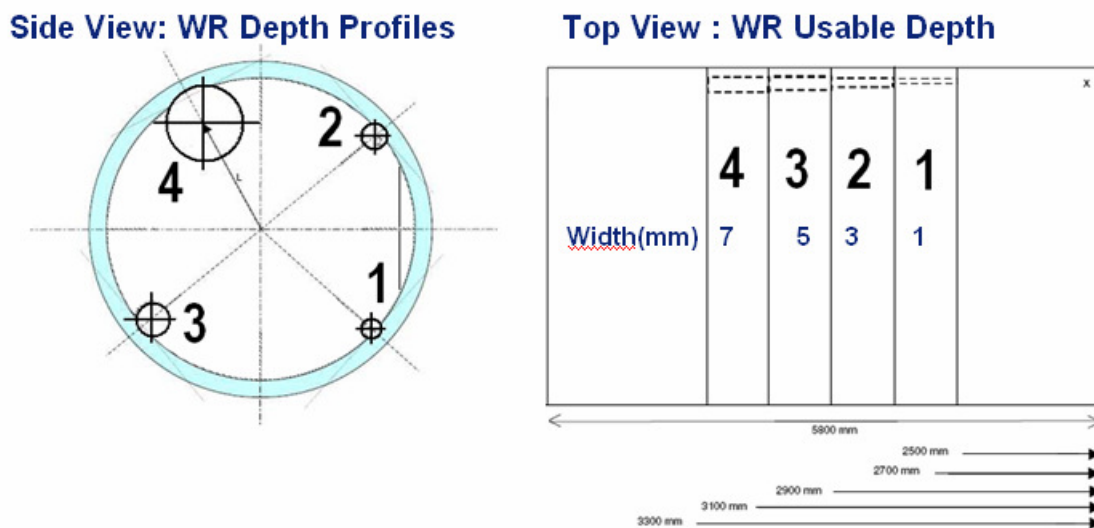 Side View: WR Depth Profiles
Top View : WR Usable Depth
2
4
L
1
3
x
4 3 2 1
Width(mm) 7 5 3 1
5800 mm
2500 mm
2700 mm
2900 mm
3100 mm
3300 mm